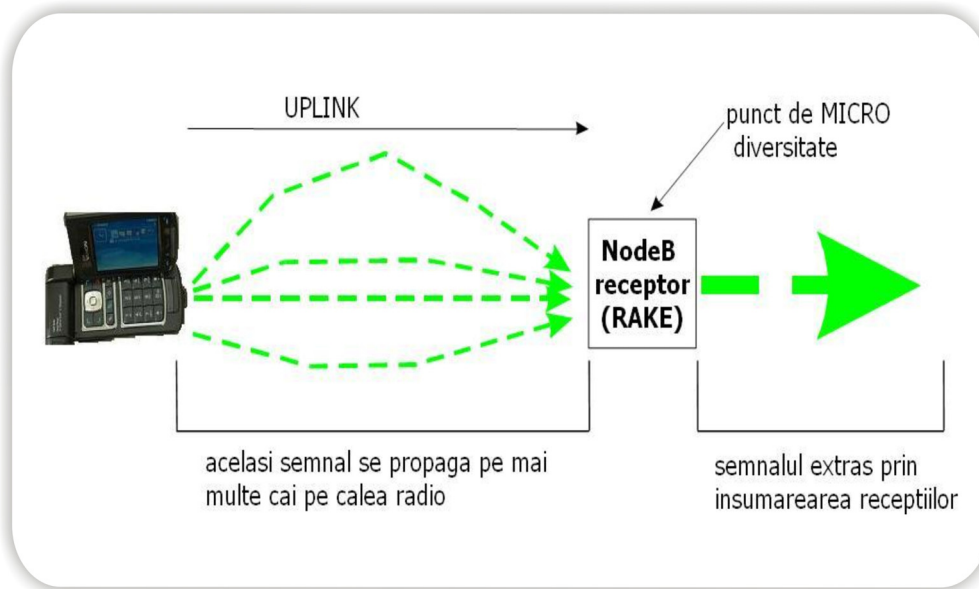 UPLINK
punct de MICRO
diversitate
NodeB
receptor
(RAKE)
acelasi semnal se propaga pe mai
multe cai pe calea radio
semnalul extras prin
insumarearea receptiilor